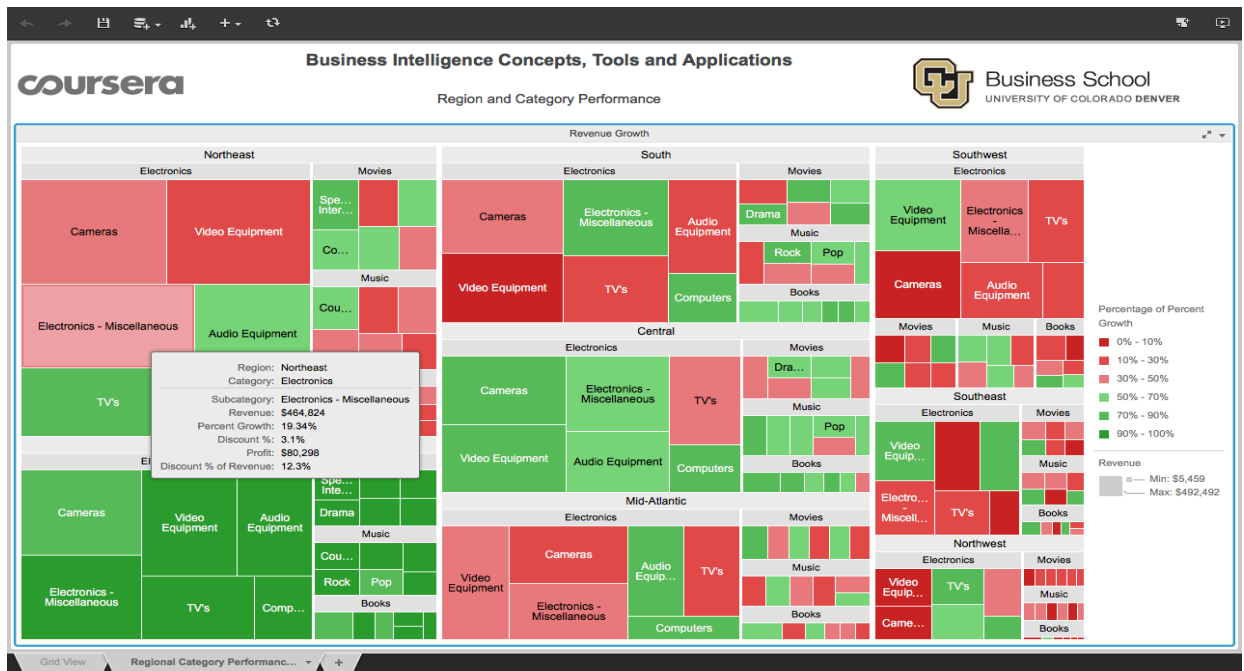 Business Intelligence Concepts, Tools and Applications
coursera
Region and Category Performance
CU
Business School
UNIVERSITY OF COLORADO DENVER
Revenue Growth
Northeast
Electronics
Movies
Cameras
Video Equipment
Spe...
Inter...
Co...
Music
Electronics - Miscellaneous
Audio Equipment
Cou...
TV's
Region: Northeast
Category: Electronics
Subcategory: Electronics - Miscellaneous
Revenue: $464,824
Percent Growth: 19.34%
Discount %: 3.1%
Profit: $80,298
Discount % of Revenue: 12.3%
El
Cameras
Video
Equipment
Audio
Equipment
Spe...
Inte...
Drama
Music
Electronics -
Miscellaneous
TV's
Comp...
Cou...
Rock
Pop
Books
South
Electronics
Movies
Cameras
Electronics -
Miscellaneous
Audio
Equipment
Drama
Music
Video Equipment
TV's
Computers
Rock
Pop
Books
Central
Electronics
Movies
Cameras
Electronics -
Miscellaneous
TV's
Dra...
Music
Video Equipment
Audio Equipment
Computers
Pop
Books
Mid-Atlantic
Electronics
Movies
Video
Equipment
Cameras
Audio
Equip...
TV's
Music
Electronics -
Miscellaneous
Computers
Books
Southwest
Electronics
Video
Equipment
Electronics
-
Miscella...
TV's
Cameras
Audio
Equipment
Movies
Music
Books
Southeast
Electronics
Movies
Video
Equip...
Music
Electro...
-
Miscell...
TV's
Books
Northwest
Electronics
Movies
Video
Equip...
TV's
Music
Came...
Books
Percentage of Percent
Growth
0% - 10%
10% - 30%
30% - 50%
50% - 70%
70% - 90%
90% - 100%
Revenue
Min: $5,459
Max: $492,492
Grid View
Regional Category Performanc...
+